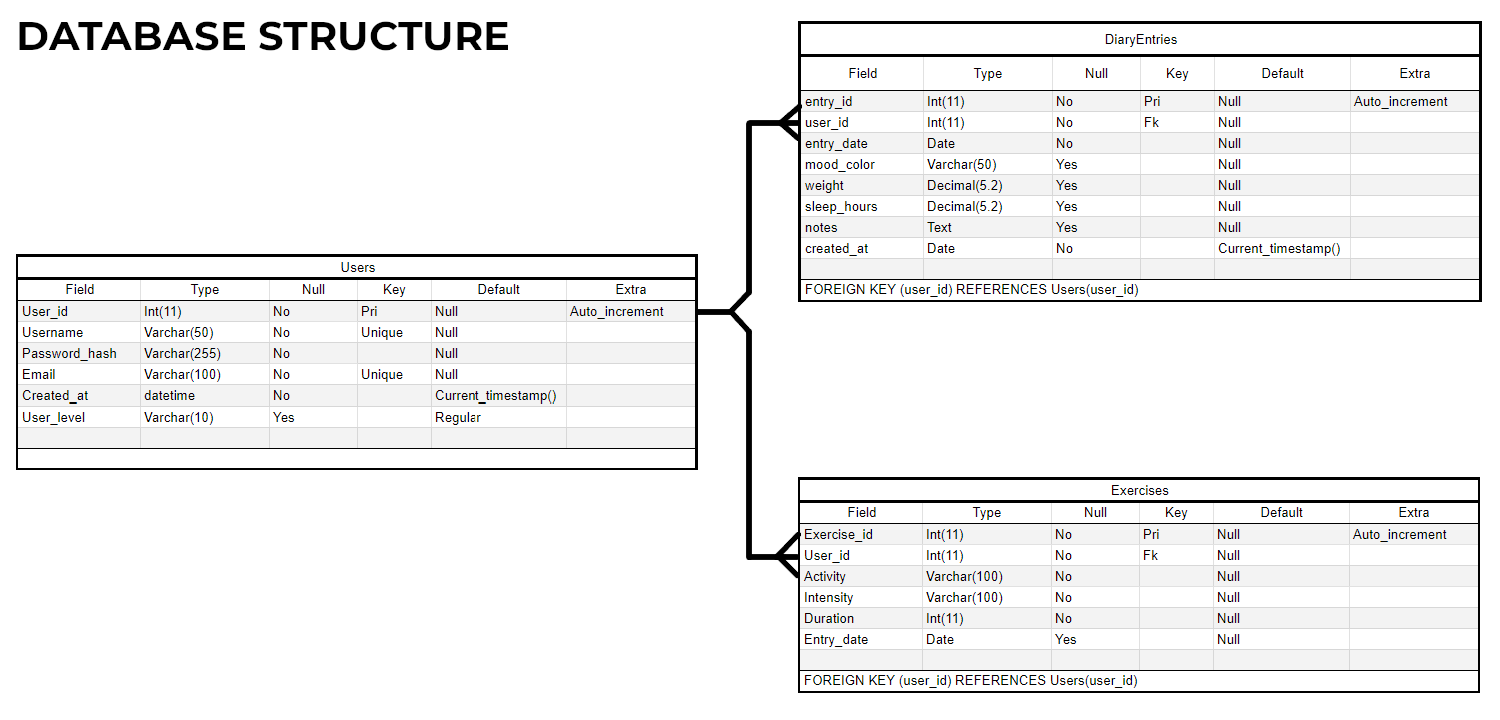 DATABASE STRUCTURE
DiaryEntries
Field Type Null Key Default Extra
entry_id Int(11) No Pri Null Auto_increment
user_id Int(11) No Fk Null
entry_date Date No Null
mood_color Varchar(50) Yes Null
weight Decimal(5.2) Yes Null
sleep_hours Decimal(5.2) Yes Null
notes Text Yes Null
created_at Date No Current_timestamp()
FOREIGN KEY (user_id) REFERENCES Users(user_id)
Users
Field Type Null Key Default Extra
User_id Int(11) No Pri Null Auto_increment
Username Varchar(50) No Unique Null
Password_hash Varchar(255) No Null
Email Varchar(100) No Unique Null
Created_at datetime No Current_timestamp()
User_level Varchar(10) Yes Regular
Exercises
Field Type Null Key Default Extra
Exercise_id Int(11) No Pri Null Auto_increment
User_id Int(11) No Fk Null
Activity Varchar(100) No Null
Intensity Varchar(100) No Null
Duration Int(11) No Null
Entry_date Date Yes Null
FOREIGN KEY (user_id) REFERENCES Users(user_id)